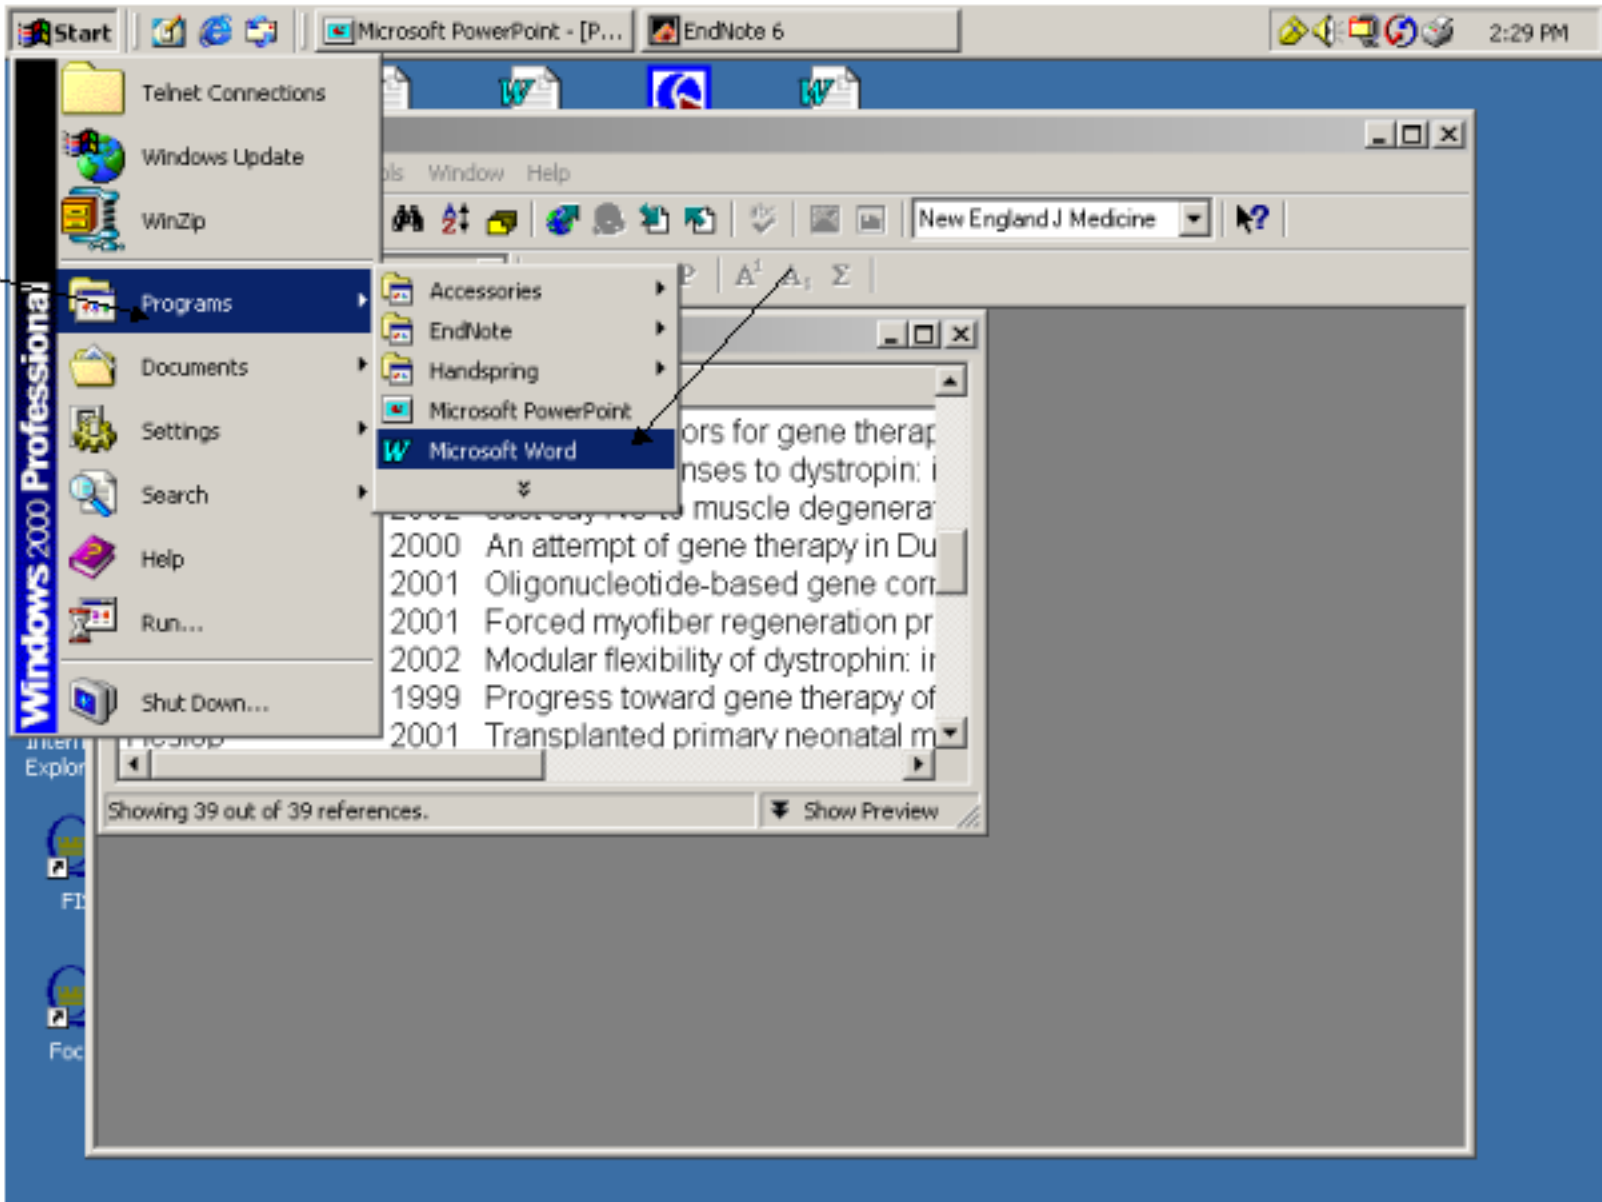 Start
Microsoft PowerPoint - [P...
EndNote 6
2:29 PM
Telnet Connections
Windows Update
WinZip
Programs
Documents
Settings
Search
Help
Run...
Shut Down...
Windows 2000 Professional
ols Window Help
New England J Medicine
A¹ A₁ Σ
Accessories
EndNote
Handspring
Microsoft PowerPoint
Microsoft Word
ors for gene therap
nses to dystropin: i
to muscle degenera
2000 An attempt of gene therapy in Du
2001 Oligonucleotide-based gene corr
2001 Forced myofiber regeneration pr
2002 Modular flexibility of dystrophin: ir
1999 Progress toward gene therapy of
2001 Transplanted primary neonatal m
Showing 39 out of 39 references.
Show Preview
Intern
Explor
FI
Foc